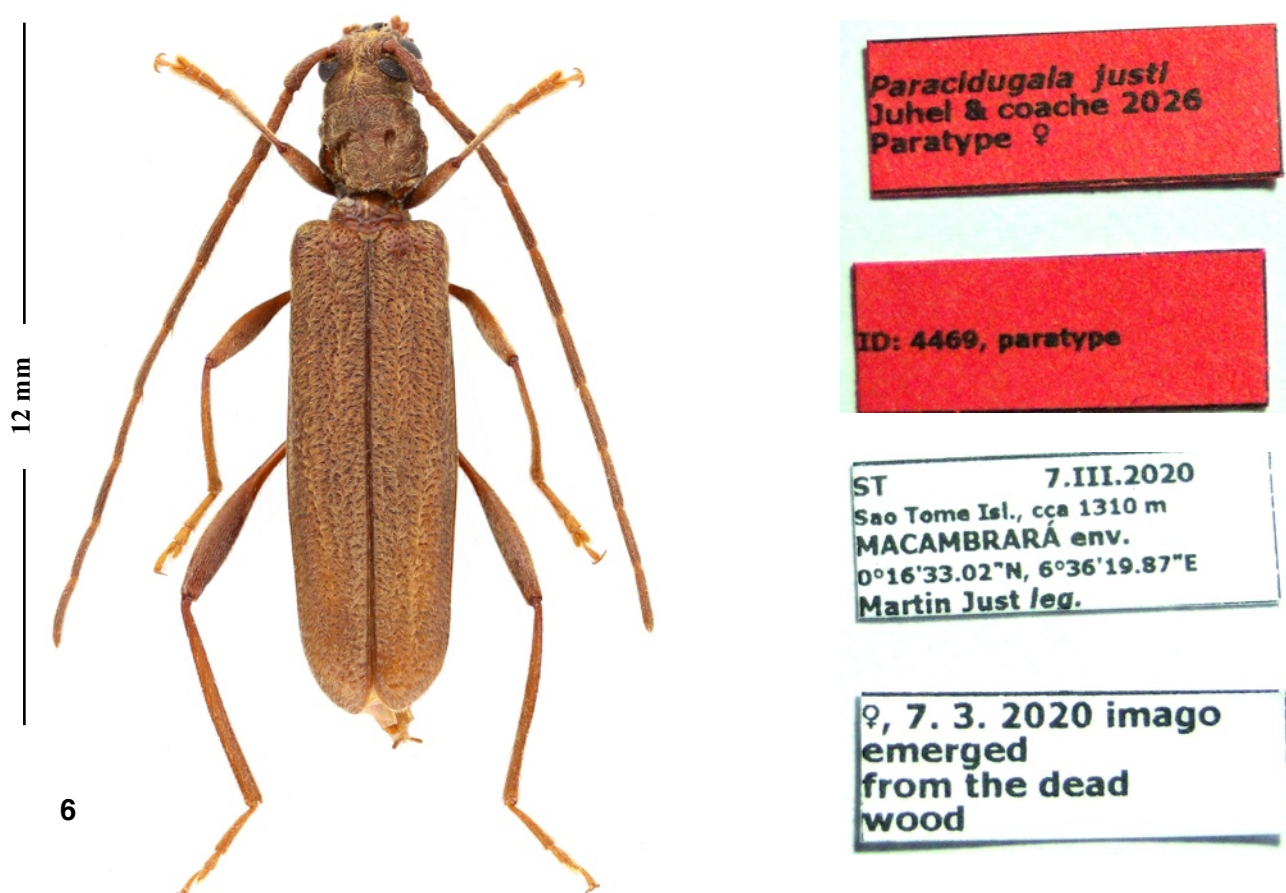 12 mm
6
Paracidugala justi
Juhel & coache 2026
Paratype ♀
ID: 4469, paratype
ST 7.III.2020
Sao Tome Isl., cca 1310 m
MACAMBRARÁ env.
0°16'33.02"N, 6°36'19.87"E
Martin Just leg.
♀, 7. 3. 2020 imago
emerged
from the dead
wood